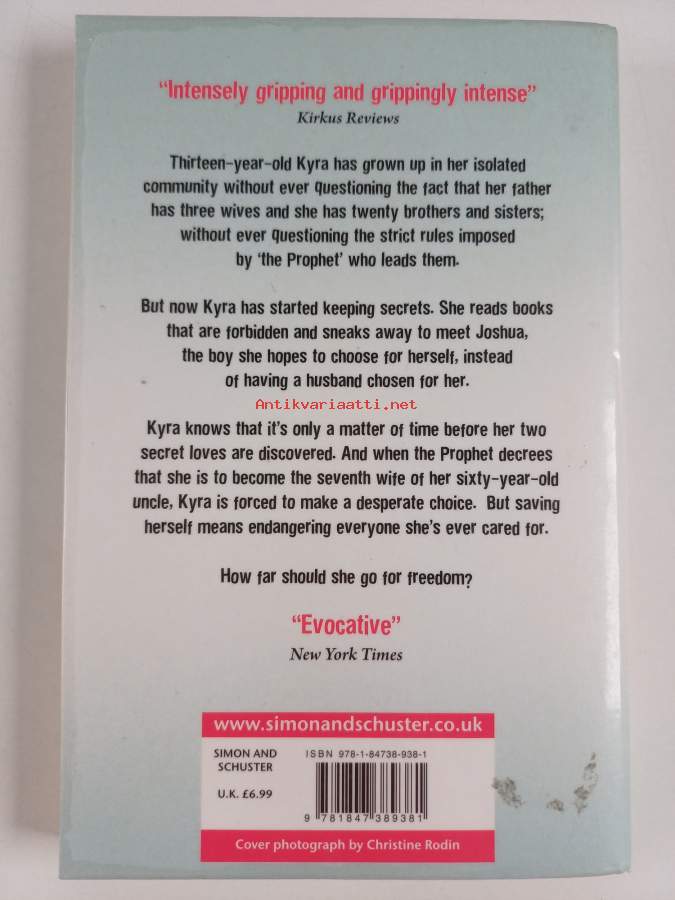 “Intensely gripping and grippingly intense”
Kirkus Reviews
Thirteen-year-old Kyra has grown up in her isolated
community without ever questioning the fact that her father
has three wives and she has twenty brothers and sisters;
without ever questioning the strict rules imposed
by ‘the Prophet’ who leads them.
But now Kyra has started keeping secrets. She reads books
that are forbidden and sneaks away to meet Joshua,
the boy she hopes to choose for herself, instead
of having a husband chosen for her.
Antikvariaatti.net
Kyra knows that it’s only a matter of time before her two
secret loves are discovered. And when the Prophet decrees
that she is to become the seventh wife of her sixty-year-old
uncle, Kyra is forced to make a desperate choice. But saving
herself means endangering everyone she’s ever cared for.
How far should she go for freedom?
“Evocative”
New York Times
www.simonandschuster.co.uk
SIMON AND
SCHUSTER
U.K. £6.99
ISBN 978-1-84738-938-1
9 781847 389381
Cover photograph by Christine Rodin